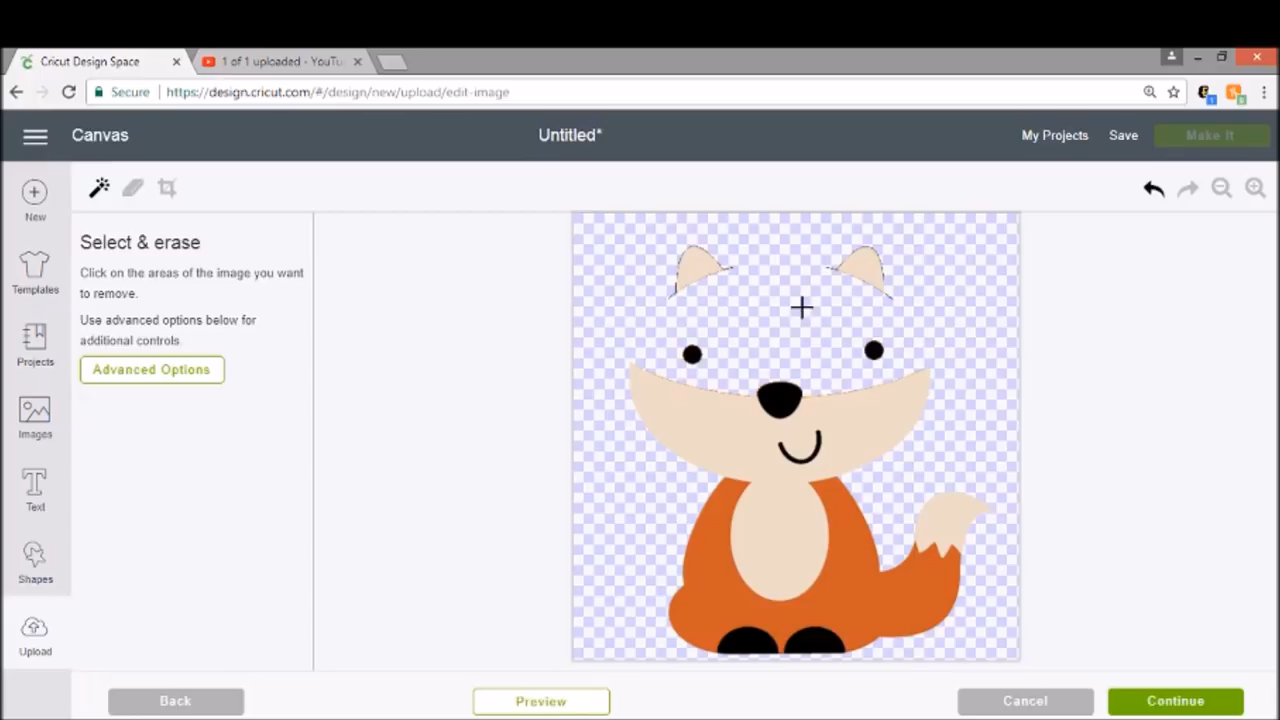 Cricut Design Space
1 of 1 uploaded - YouTu
Secure
https://design.cricut.com/#/design/new/upload/edit-image
Canvas
Untitled*
My Projects
Save
Make It
New
Templates
Projects
Images
Text
Shapes
Upload
Select & erase
Click on the areas of the image you want
to remove.
Use advanced options below for
additional controls
Advanced Options
Back
Preview
Cancel
Continue